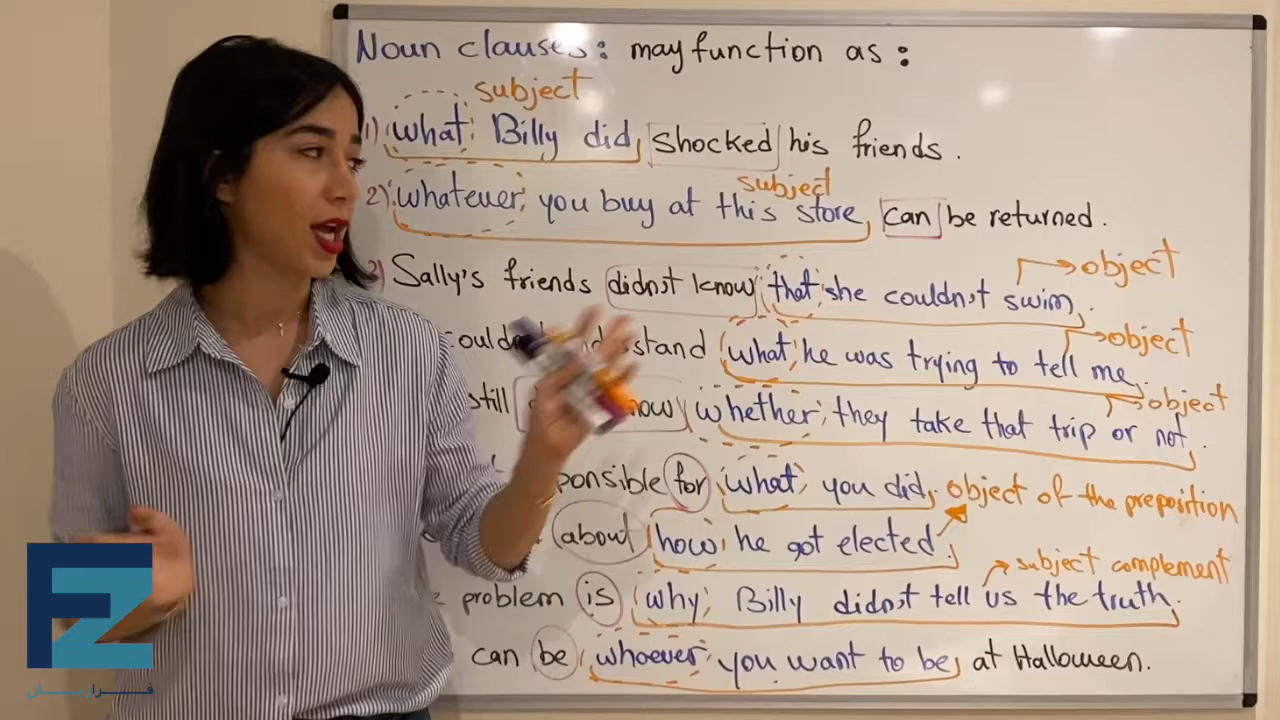 Noun clauses: may function as :
subject
1) what Billy did shocked his friends .
subject
2) whatever you buy at this store can be returned .
object
3) Sally's friends didn't know that she couldn't swim .
object
stand what he was trying to tell me .
object
still know whether they take that trip or not .
for what you did . object of the preposition
about how he got elected .
subject complement
problem is why Billy didn't tell us the truth .
can be whoever you want to be at Halloween .
FZ
فرازبان